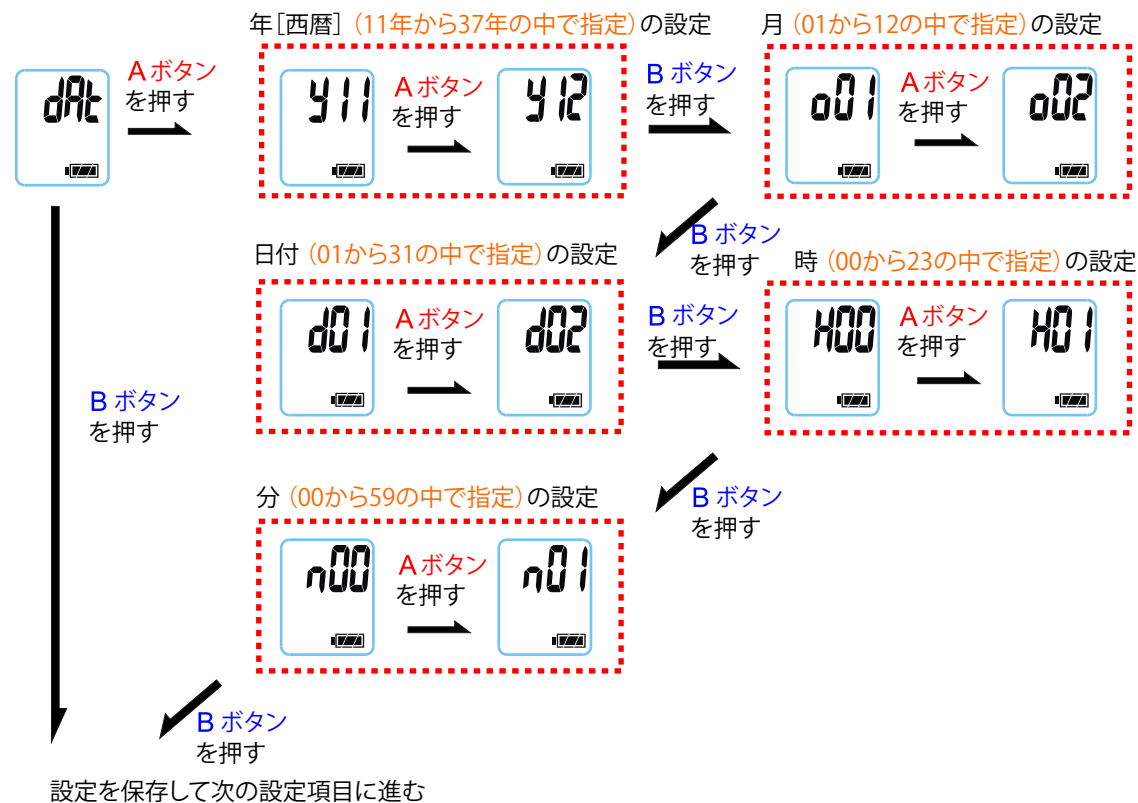 年[西暦](11年から37年の中で指定)の設定
月(01から12の中で指定)の設定
dAt
Aボタン
を押す
y11
Aボタン
を押す
y12
B ボタン
を押す
o01
Aボタン
を押す
o02
B ボタン
を押す
日付(01から31の中で指定)の設定
時(00から23の中で指定)の設定
d01
Aボタン
を押す
d02
B ボタン
を押す
H00
Aボタン
を押す
H01
B ボタン
を押す
分(00から59の中で指定)の設定
B ボタン
を押す
n00
Aボタン
を押す
n01
B ボタン
を押す
設定を保存して次の設定項目に進む